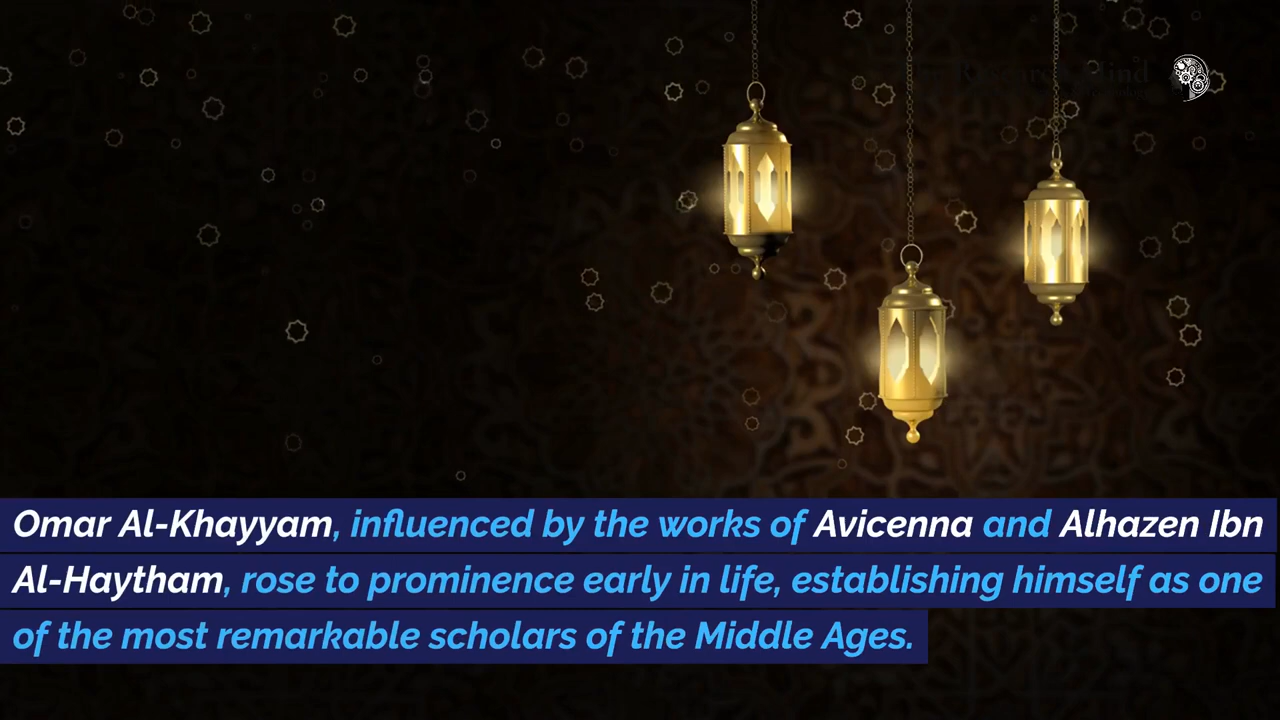 Omar Al-Khayyam, influenced by the works of Avicenna and Alhazen Ibn
Al-Haytham, rose to prominence early in life, establishing himself as one
of the most remarkable scholars of the Middle Ages.